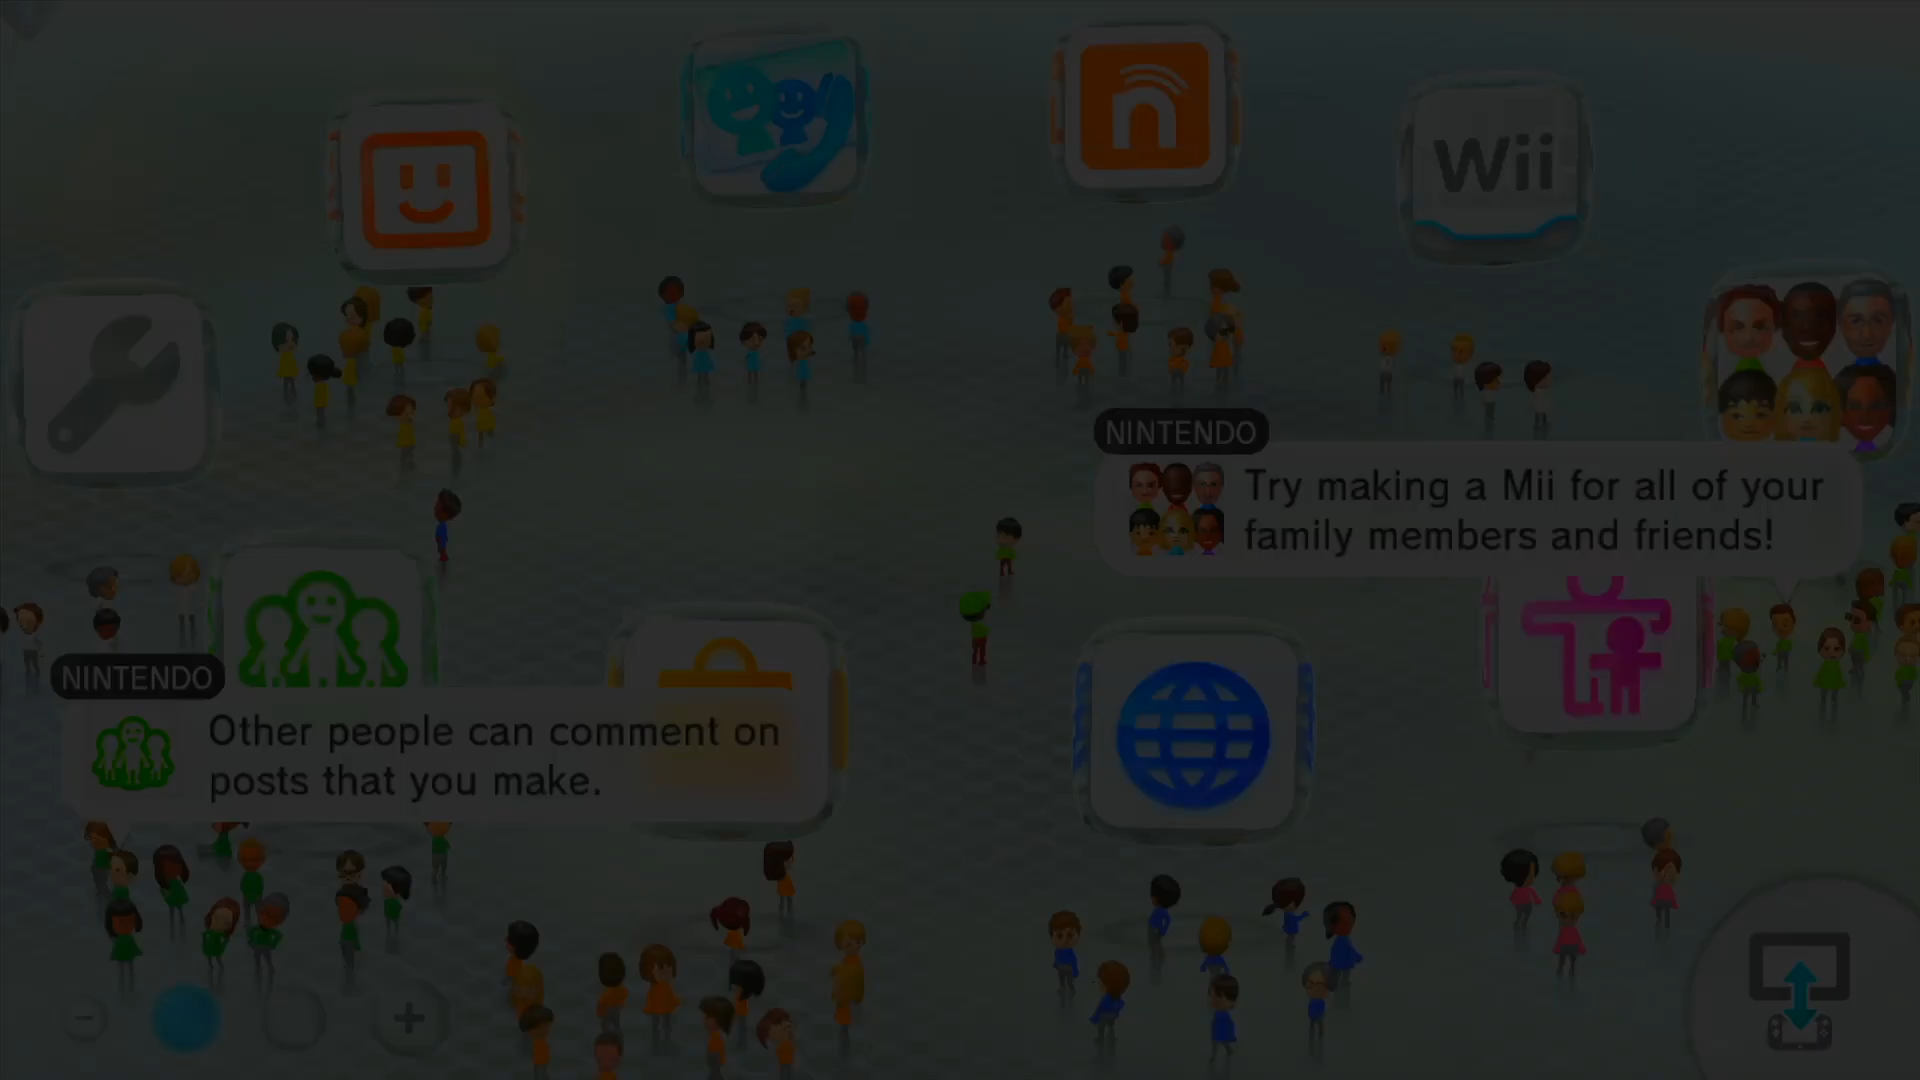 Wii
NINTENDO
Try making a Mii for all of your
family members and friends!
NINTENDO
Other people can comment on
posts that you make.